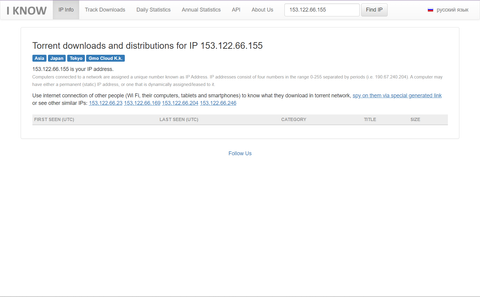 I KNOW IP Info Track Downloads Daily Statistics Annual Statistics API About Us 153.122.66.155 Find IP русский язык
Torrent downloads and distributions for IP 153.122.66.155
Asia Japan Tokyo Gmo Cloud K.k.
153.122.66.155 is your IP address.
Computers connected to a network are assigned a unique number known as IP Address. IP addresses consist of four numbers in the range 0-255 separated by periods (i.e. 190.67.240.204). A computer may
have either a permanent (static) IP address, or one that is dynamically assigned/leased to it.
Use internet connection of other people (Wi Fi, their computers, tablets and smartphones) to know what they download in torrent network, spy on them via special generated link
or see other similar IPs: 153.122.66.23 153.122.66.169 153.122.66.204 153.122.66.246
FIRST SEEN (UTC) LAST SEEN (UTC) CATEGORY TITLE SIZE
Follow Us